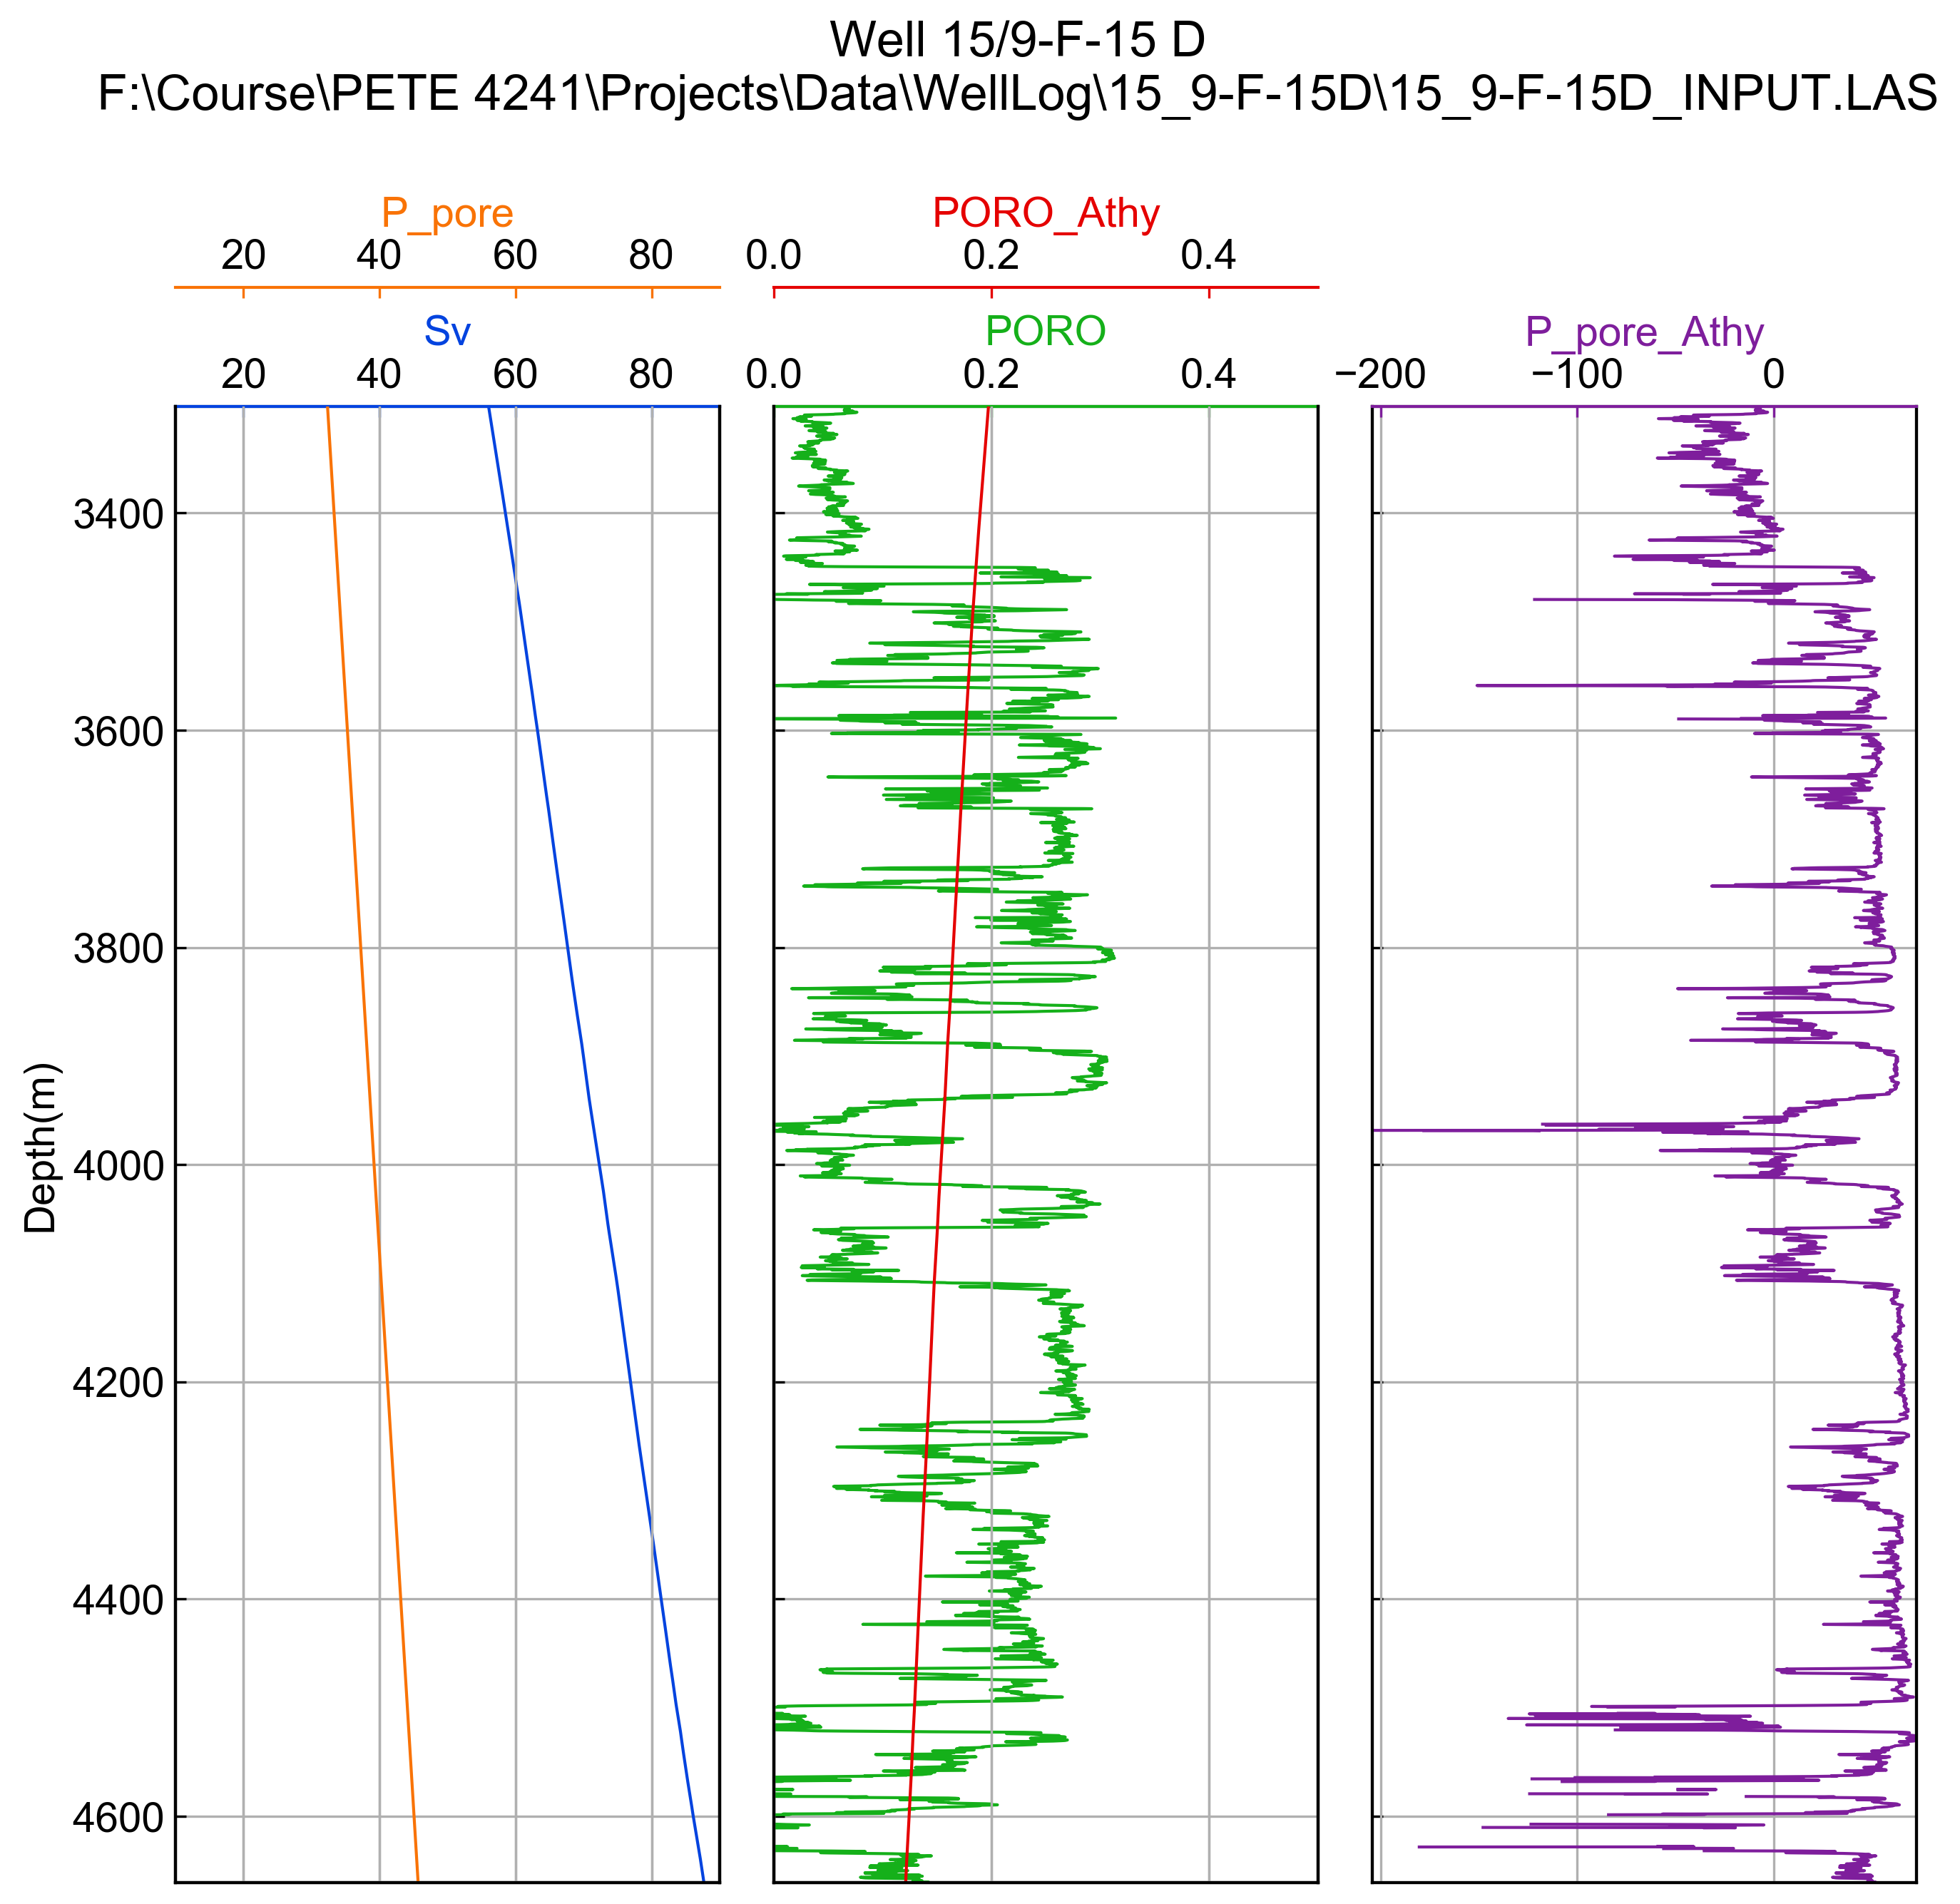 Well 15/9-F-15 D
F:\Course\PETE 4241\Projects\Data\WellLog\15_9-F-15D\15_9-F-15D_INPUT.LAS
P_pore
20 40 60 80
Sv
20 40 60 80
PORO_Athy
0.0 0.2 0.4
PORO
0.0 0.2 0.4
P_pore_Athy
−200 −100 0
Depth(m)
3400
3600
3800
4000
4200
4400
4600